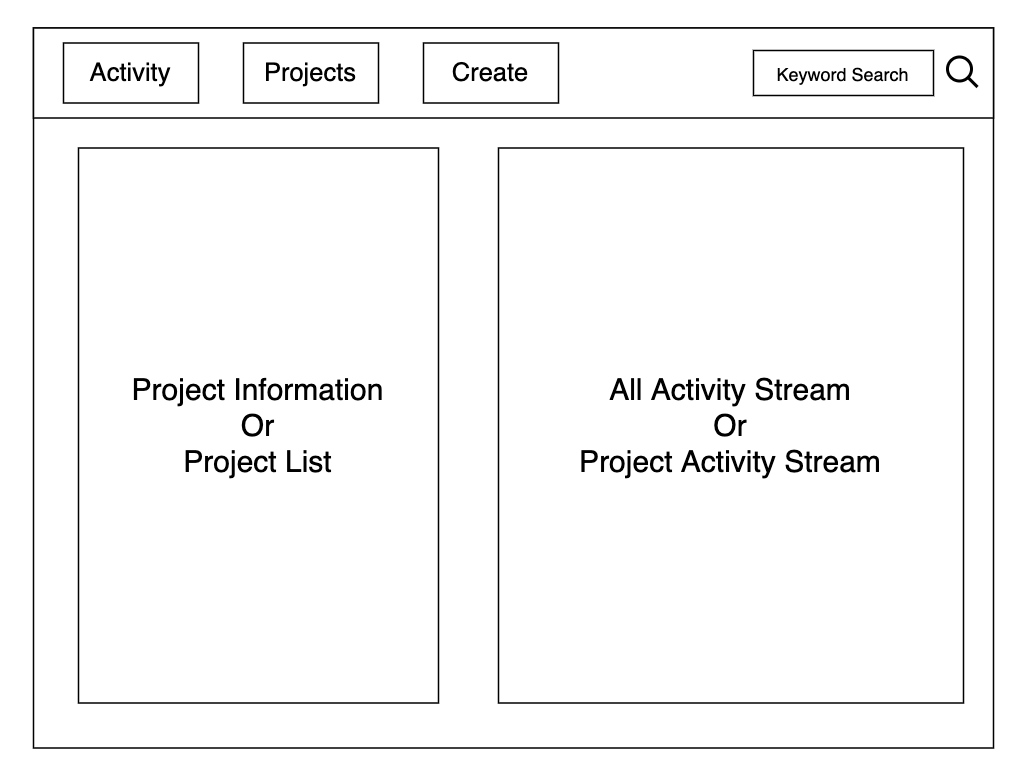 Activity
Projects
Create
Keyword Search
Project Information
Or
Project List
All Activity Stream
Or
Project Activity Stream